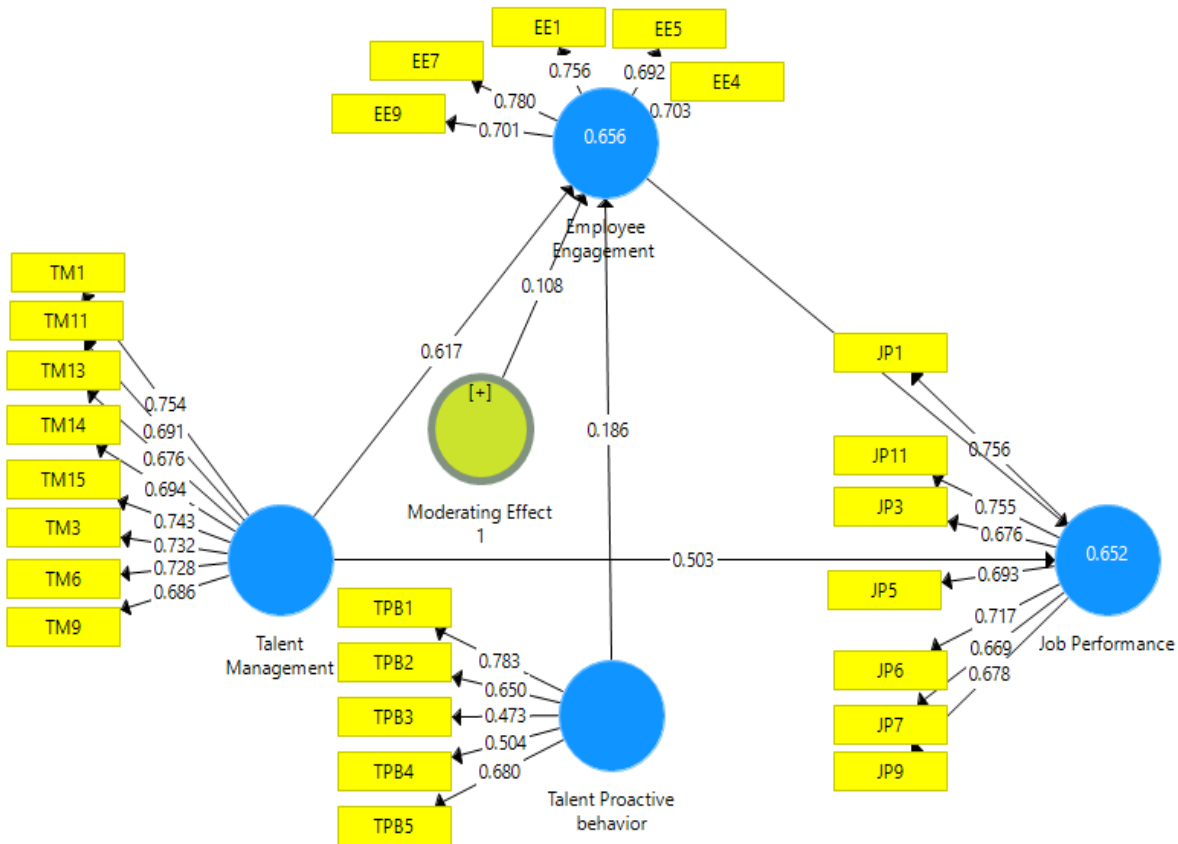 EE1
EE5
EE7
EE4
0.756
0.692
EE9
0.780
0.703
0.701
0.656
Employee
Engagement
TM1
0.108
TM11
JP1
TM13
0.617
[+]
0.754
TM14
0.691
0.186
0.676
0.756
JP11
TM15
0.694
0.755
JP3
Moderating Effect
1
0.743
0.676
TM3
0.732
0.503
0.652
TM6
0.728
0.693
JP5
0.686
TPB1
TM9
0.717
Talent
Management
0.783
0.669
Job Performance
TPB2
JP6
0.678
0.650
TPB3
0.473
JP7
0.504
TPB4
0.680
JP9
Talent Proactive
behavior
TPB5